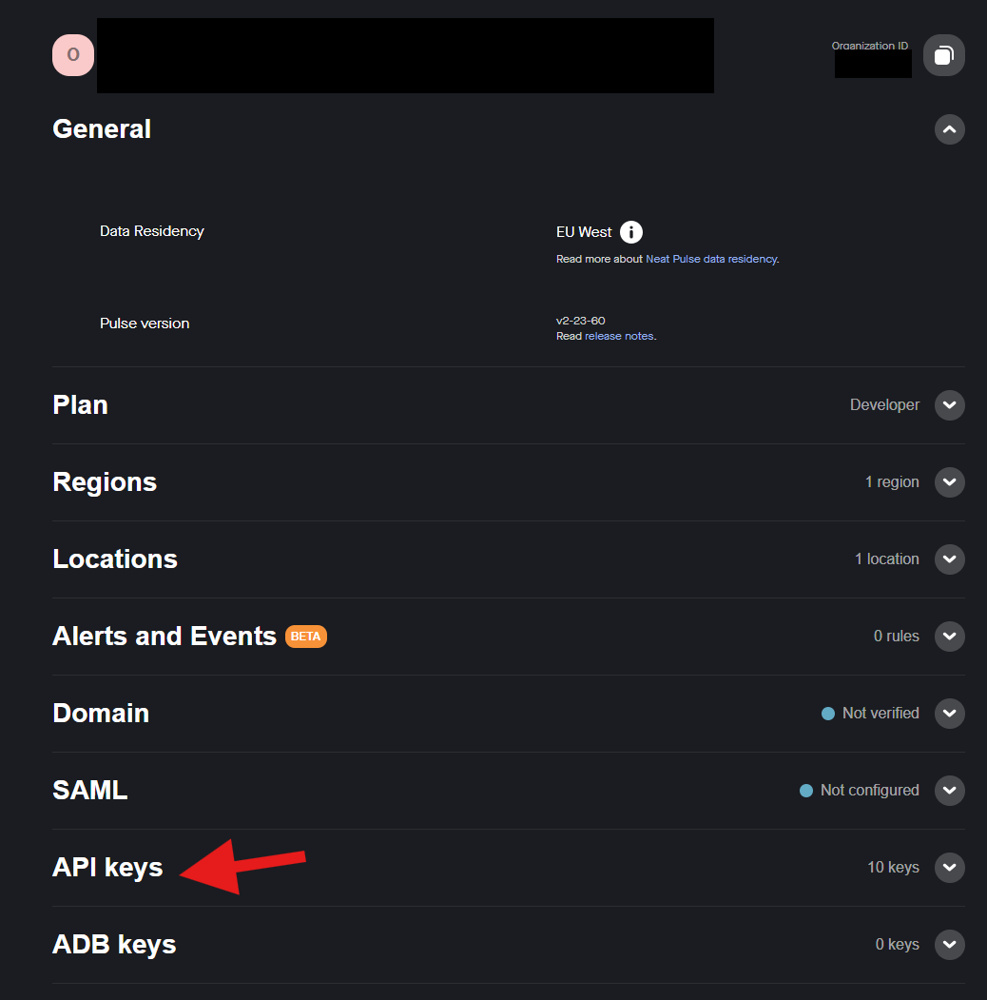 O
Organization ID
General
Data Residency
EU West
Read more about Neat Pulse data residency.
Pulse version
v2-23-60
Read release notes.
Plan
Developer
Regions
1 region
Locations
1 location
Alerts and Events BETA
0 rules
Domain
Not verified
SAML
Not configured
API keys
10 keys
ADB keys
0 keys